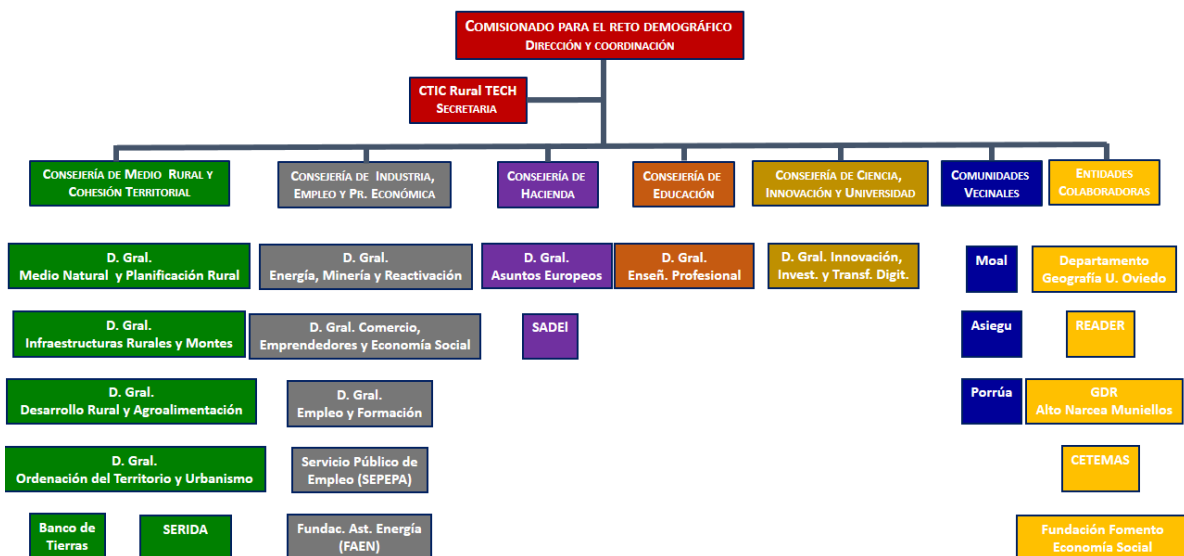 COMISIONADO PARA EL RETO DEMOGRÁFICO
DIRECCIÓN Y COORDINACIÓN
CTIC Rural TECH
SECRETARIA
CONSEJERÍA DE MEDIO RURAL Y
COHESIÓN TERRITORIAL
CONSEJERÍA DE INDUSTRIA,
EMPLEO Y PR. ECONÓMICA
CONSEJERÍA DE
HACIENDA
CONSEJERÍA DE
EDUCACIÓN
CONSEJERÍA DE CIENCIA,
INNOVACIÓN Y UNIVERSIDAD
COMUNIDADES
VECINALES
ENTIDADES
COLABORADORAS
D. Gral.
Medio Natural y Planificación Rural
D. Gral.
Energía, Minería y Reactivación
D. Gral.
Asuntos Europeos
D. Gral.
Enseñ. Profesional
D. Gral. Innovación,
Invest. y Transf. Digit.
Moal
Departamento
Geografía U. Oviedo
D. Gral.
Infraestructuras Rurales y Montes
D. Gral. Comercio,
Emprendedores y Economía Social
SADEI
Asiegu
READER
D. Gral.
Desarrollo Rural y Agroalimentación
D. Gral.
Empleo y Formación
Porrúa
GDR
Alto Narcea Muniellos
D. Gral.
Ordenación del Territorio y Urbanismo
Servicio Público de
Empleo (SEPEPA)
CETEMAS
Banco de
Tierras
SERIDA
Fundac. Ast. Energía
(FAEN)
Fundación Fomento
Economía Social